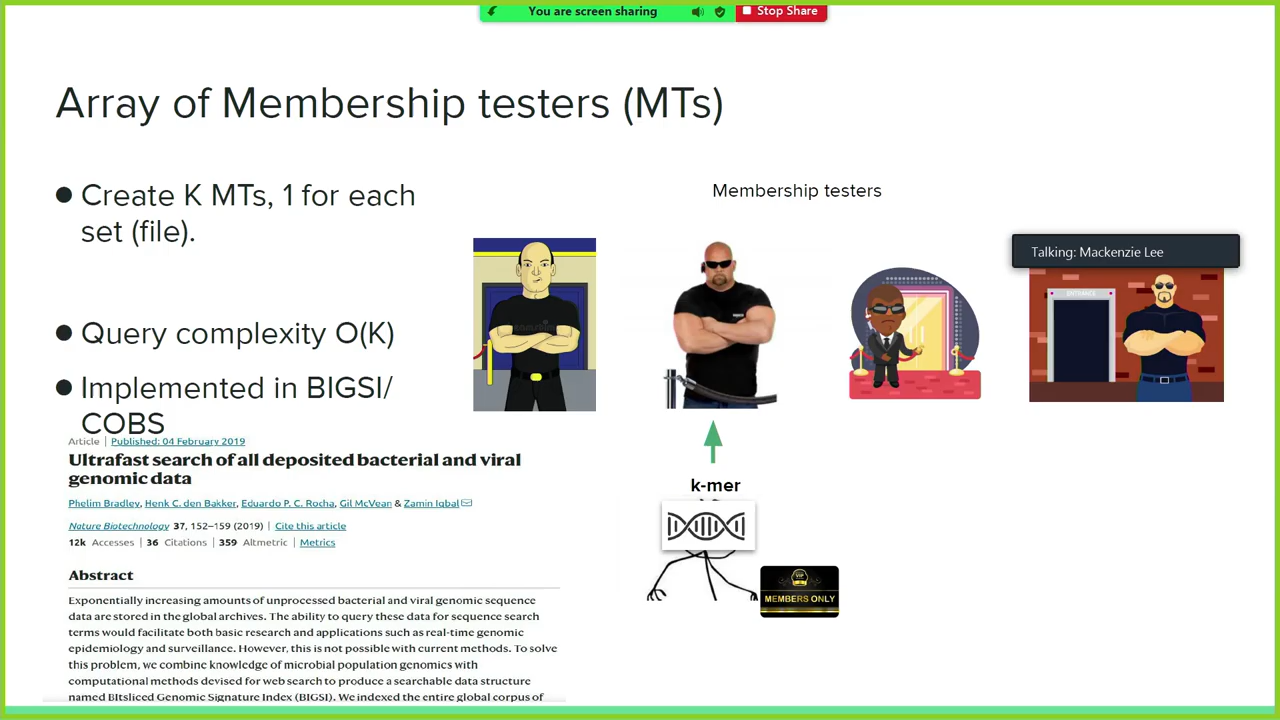 You are screen sharing
Stop Share
Array of Membership testers (MTs)
Create K MTs, 1 for each
set (file).
Query complexity O(K)
Implemented in BIGSI/
COBS
Membership testers
Talking: Mackenzie Lee
ENTRANCE
k-mer
VIP
MEMBERS ONLY
Article | Published: 04 February 2019
Ultrafast search of all deposited bacterial and viral
genomic data
Phelim Bradley, Henk C. den Bakker, Eduardo P. C. Rocha, Gil McVean & Zamin Iqbal
Nature Biotechnology 37, 152–159 (2019) | Cite this article
12k Accesses | 36 Citations | 359 Altmetric | Metrics
Abstract
Exponentially increasing amounts of unprocessed bacterial and viral genomic sequence
data are stored in the global archives. The ability to query these data for sequence search
terms would facilitate both basic research and applications such as real-time genomic
epidemiology and surveillance. However, this is not possible with current methods. To solve
this problem, we combine knowledge of microbial population genomics with
computational methods devised for web search to produce a searchable data structure
named BItsliced Genomic Signature Index (BIGSI). We indexed the entire global corpus of